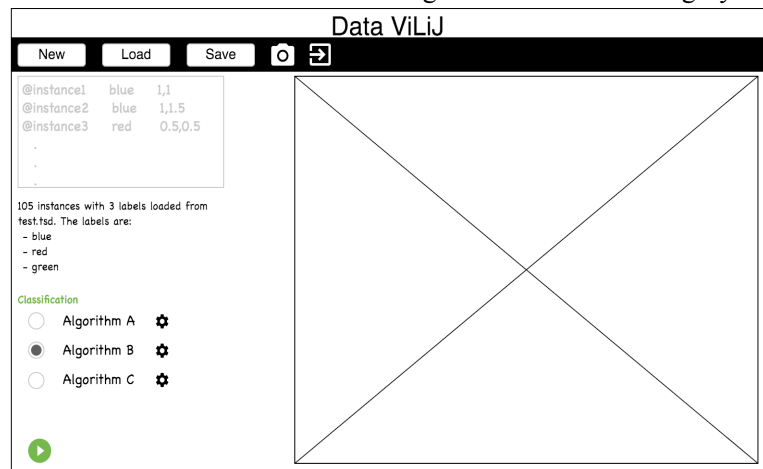 Data ViLiJ
New Load Save
@instance1 blue 1,1
@instance2 blue 1,1.5
@instance3 red 0.5,0.5
.
.
.
105 instances with 3 labels loaded from
test.tsd. The labels are:
- blue
- red
- green
Classification
Algorithm A
Algorithm B
Algorithm C